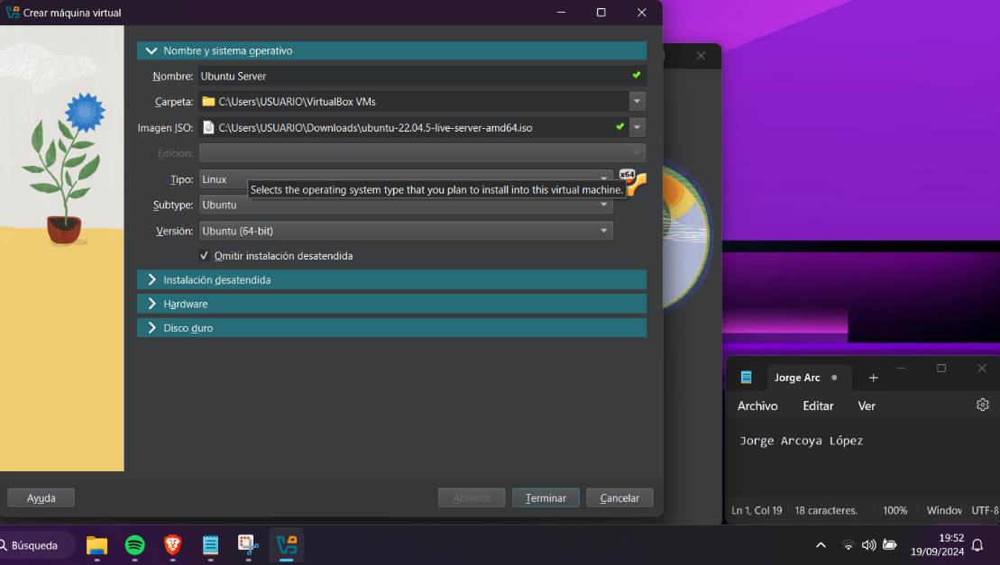 Crear máquina virtual
Nombre y sistema operativo
Nombre: Ubuntu Server
Carpeta: C:\Users\USUARIO\VirtualBox VMs
Imagen ISO: C:\Users\USUARIO\Downloads\ubuntu-22.04.5-live-server-amd64.iso
Edición:
Tipo: Linux
x64
Selects the operating system type that you plan to install into this virtual machine.
Subtype: Ubuntu
Versión: Ubuntu (64-bit)
Omitir instalación desatendida
Instalación desatendida
Hardware
Disco duro
Ayuda Anterior Terminar Cancelar
Jorge Arc
Archivo Editar Ver
Jorge Arcoya López
Ln 1, Col 19 18 caracteres. 100% Window UTF-8
Búsqueda
19:52
19/09/2024